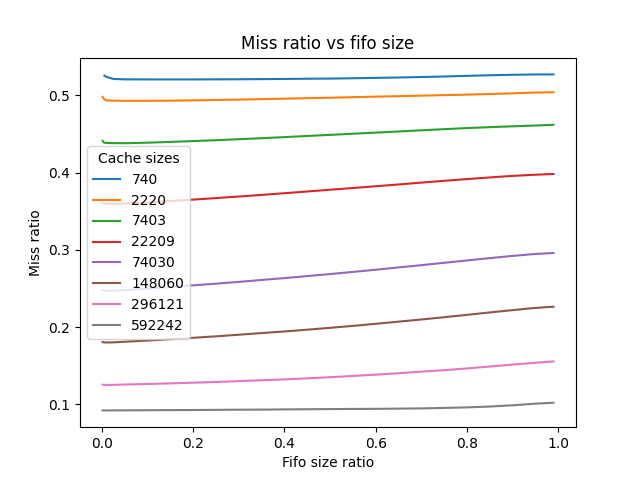 Miss ratio vs fifo size
Miss ratio
0.5
0.4
0.3
0.2
0.1
Cache sizes
740
2220
7403
22209
74030
148060
296121
592242
0.0 0.2 0.4 0.6 0.8 1.0
Fifo size ratio